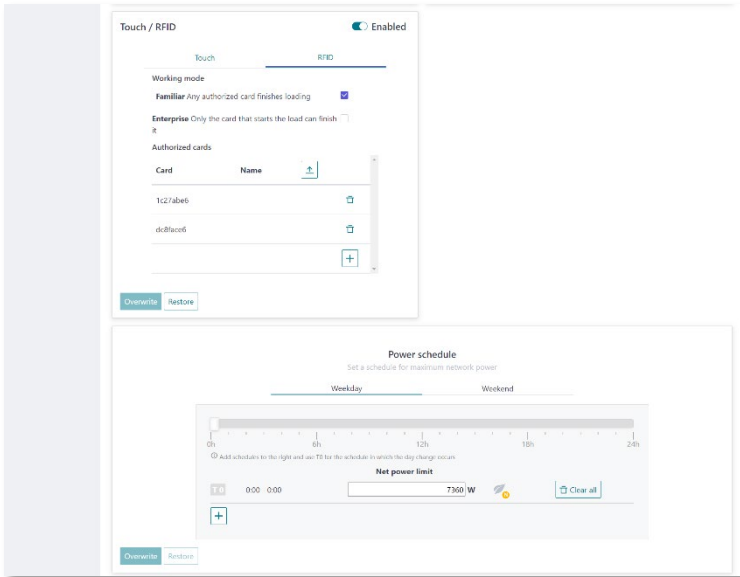 Touch / RFID
Enabled
Touch
RFID
Working mode
Familiar Any authorized card finishes loading
Enterprise Only the card that starts the load can finish
it
Authorized cards
Card
Name
1c27abe6
dc8face6
Overwrite
Restore
Power schedule
Set a schedule for maximum network power
Weekday
Weekend
0h
6h
12h
18h
24h
Add schedules to the right and use T0 for the schedule in which the day change occurs
Net power limit
T0
0:00 0:00
7360 W
Clear all
Overwrite
Restore